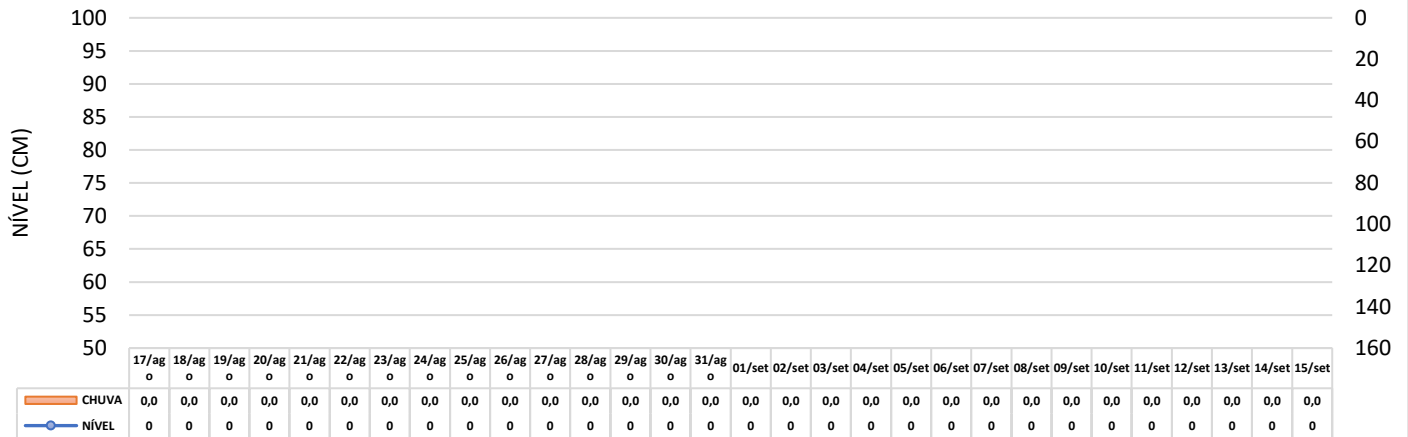 100 0
95 20
90 40
85 60
80 80
75 100
70 120
65 140
60 160
55
50
NÍVEL (CM)
17/ago 18/ago 19/ago 20/ago 21/ago 22/ago 23/ago 24/ago 25/ago 26/ago 27/ago 28/ago 29/ago 30/ago 31/ago 01/set 02/set 03/set 04/set 05/set 06/set 07/set 08/set 09/set 10/set 11/set 12/set 13/set 14/set 15/set
CHUVA 0,0 0,0 0,0 0,0 0,0 0,0 0,0 0,0 0,0 0,0 0,0 0,0 0,0 0,0 0,0 0,0 0,0 0,0 0,0 0,0 0,0 0,0 0,0 0,0 0,0 0,0 0,0 0,0 0,0 0,0
NÍVEL 0 0 0 0 0 0 0 0 0 0 0 0 0 0 0 0 0 0 0 0 0 0 0 0 0 0 0 0 0 0